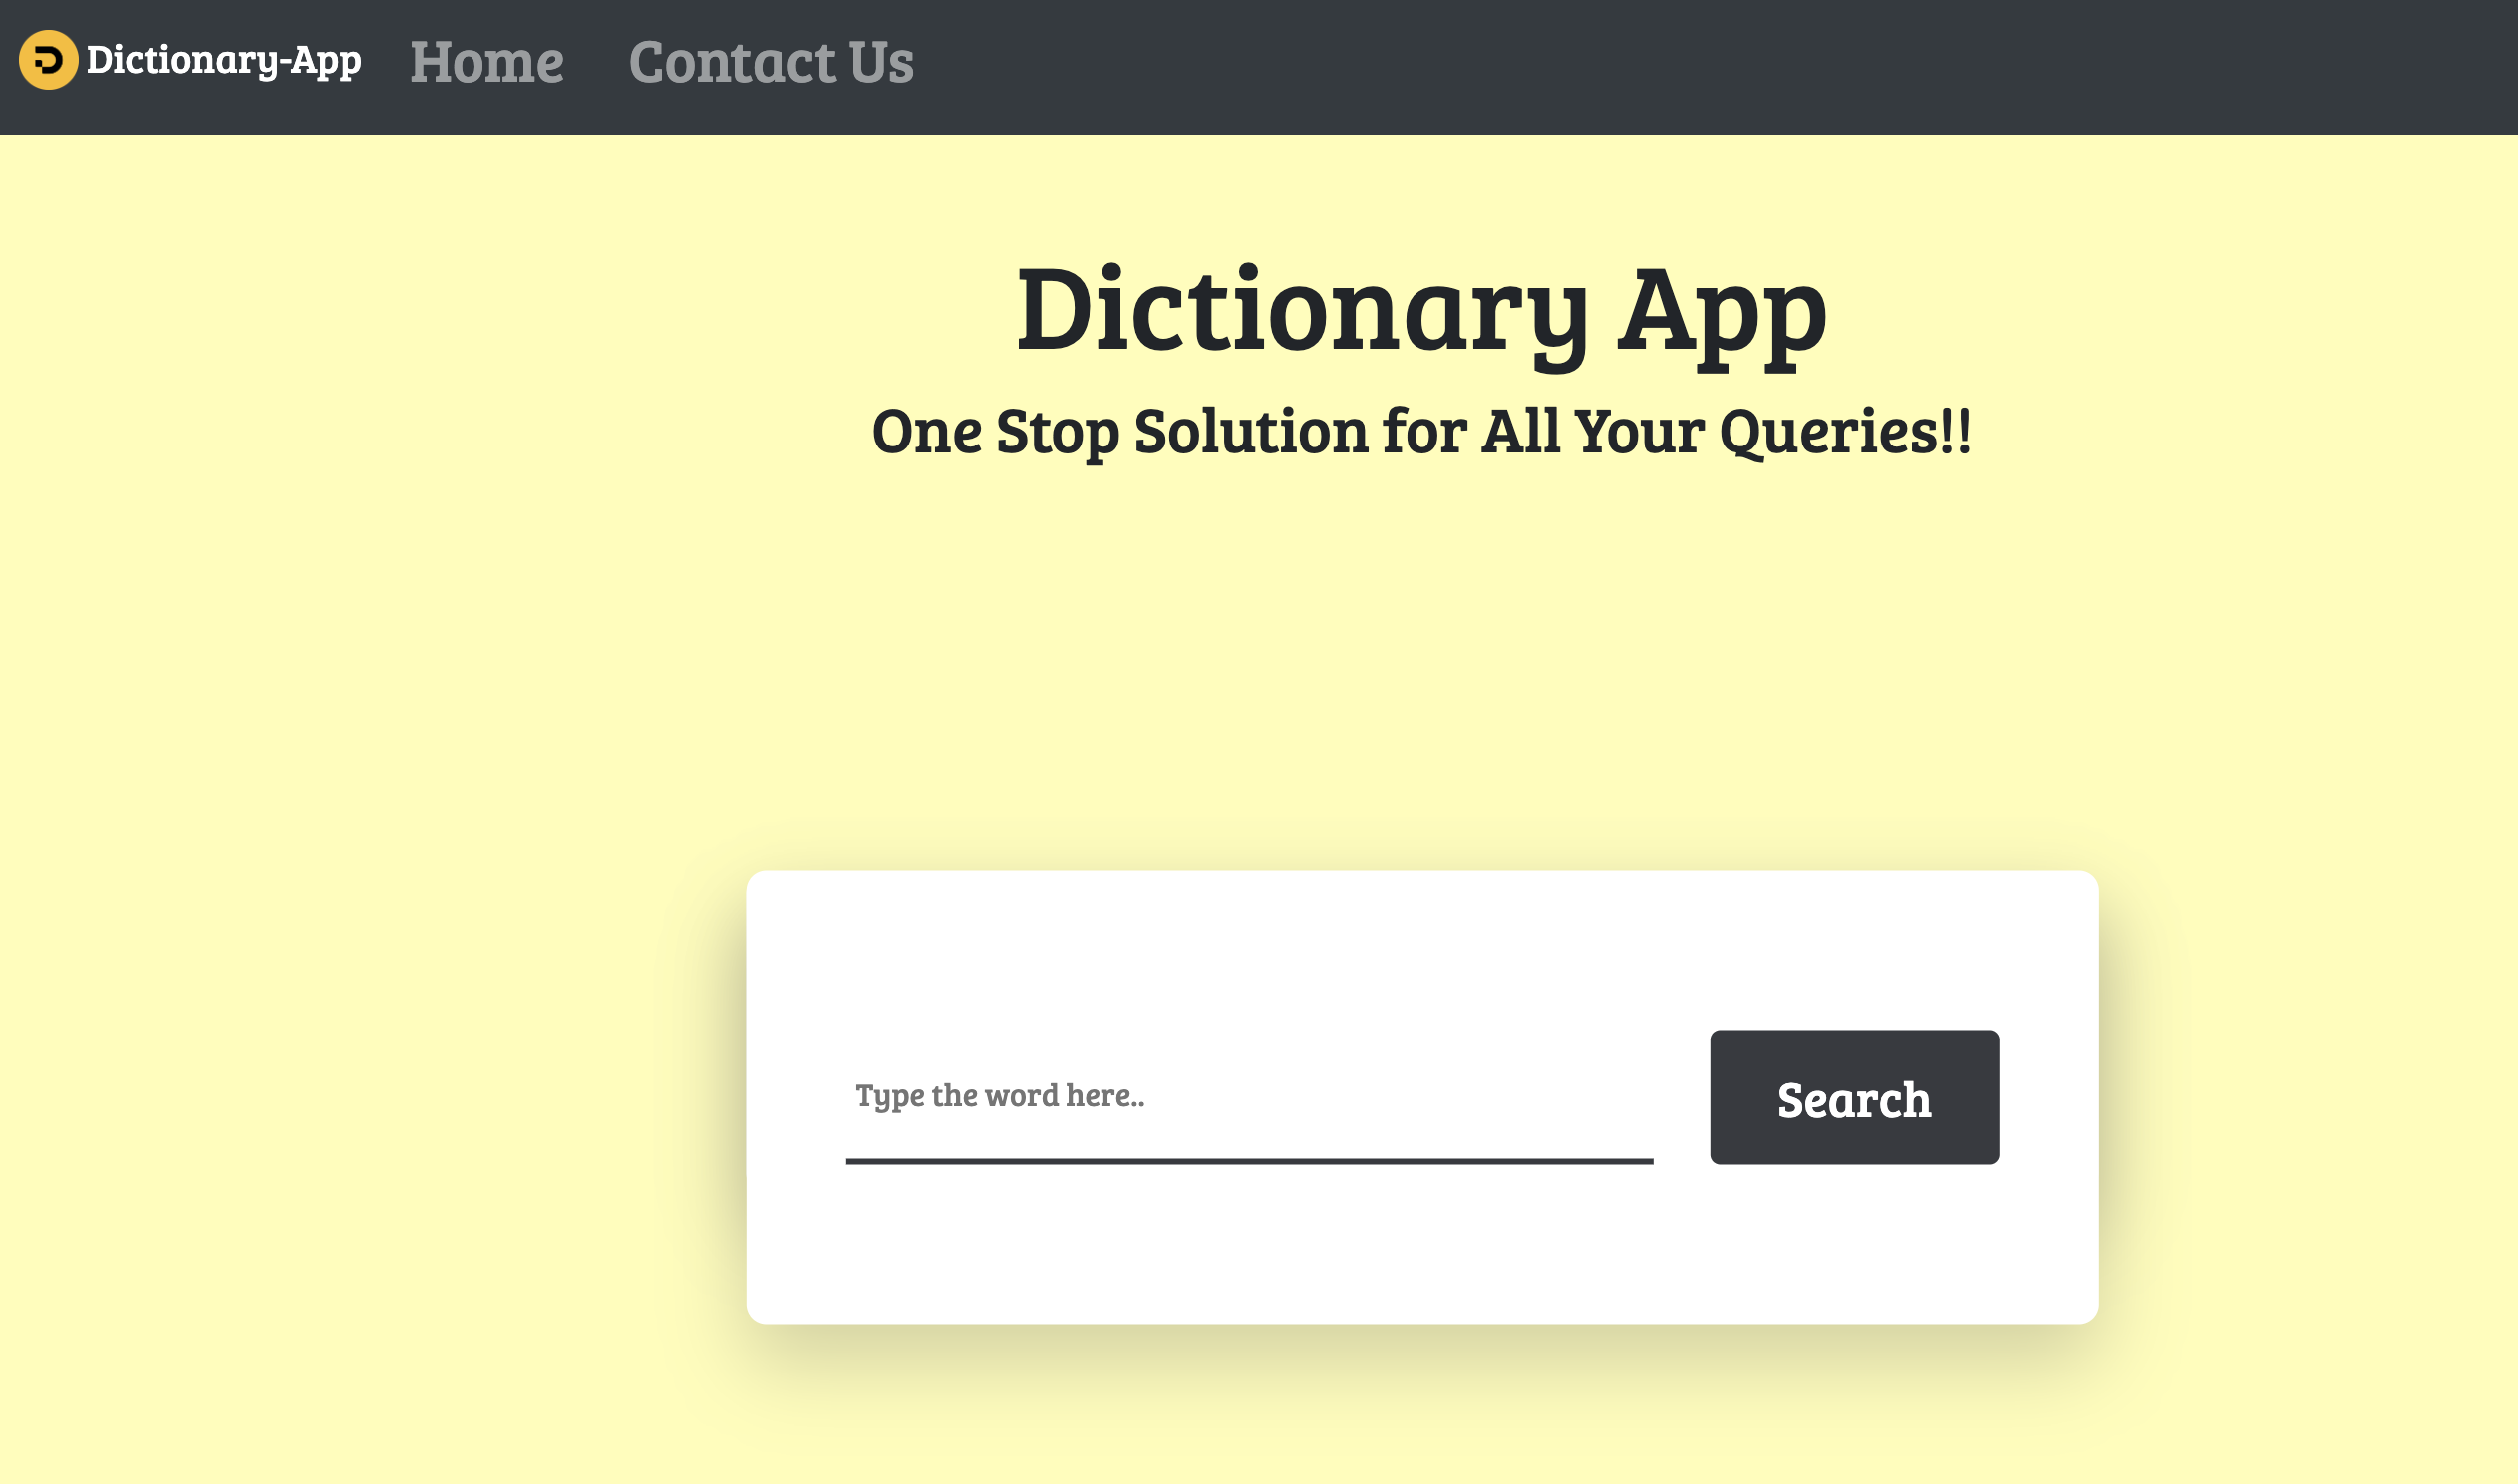 Dictionary-App Home Contact Us
Dictionary App
One Stop Solution for All Your Queries!!
Type the word here..
Search